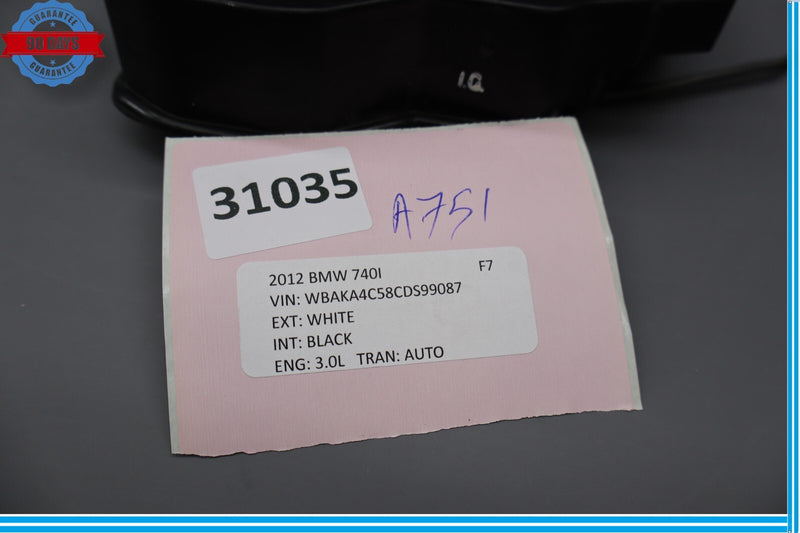 GUARANTEE
90 DAYS
GUARANTEE
I.Q
31035
A751
2012 BMW 740I F7
VIN: WBAKA4C58CDS99087
EXT: WHITE
INT: BLACK
ENG: 3.0L TRAN: AUTO